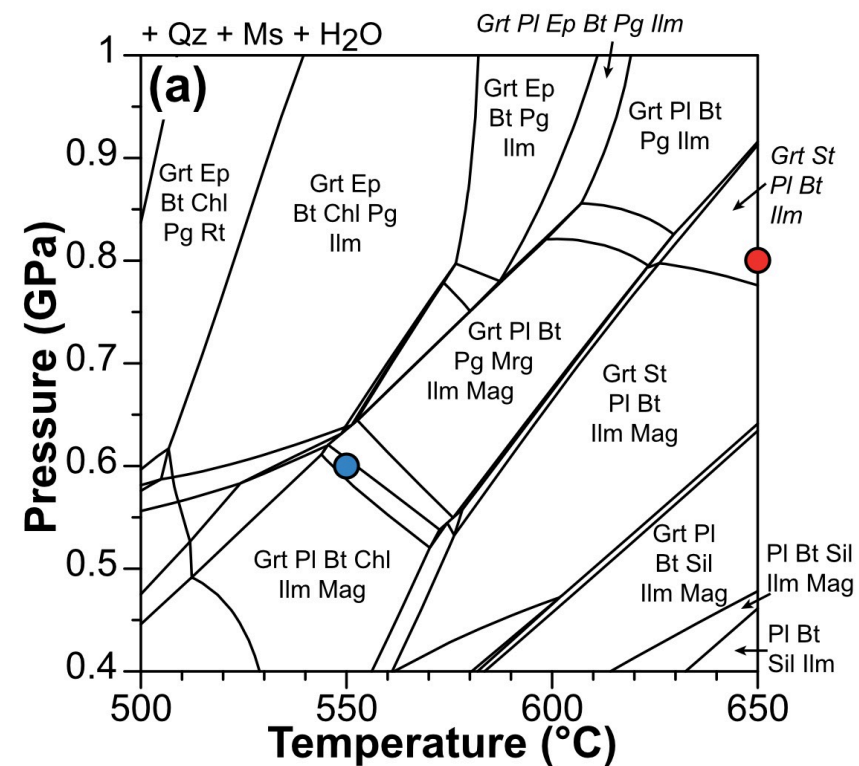 + Qz + Ms + H2O
Grt Pl Ep Bt Pg Ilm
(a)
Grt Ep
Bt Chl
Pg Rt
Grt Ep
Bt Chl Pg
Ilm
Grt Ep
Bt Pg
Ilm
Grt Pl Bt
Pg Ilm
Grt St
Pl Bt
Ilm
Grt Pl Bt
Pg Mrg
Ilm Mag
Grt St
Pl Bt
Ilm Mag
Grt Pl Bt Chl
Ilm Mag
Grt Pl
Bt Sil
Ilm Mag
Pl Bt Sil
Ilm Mag
Pl Bt
Sil Ilm
1
0.9
0.8
0.7
0.6
0.5
0.4
Pressure (GPa)
500
550
600
650
Temperature (°C)